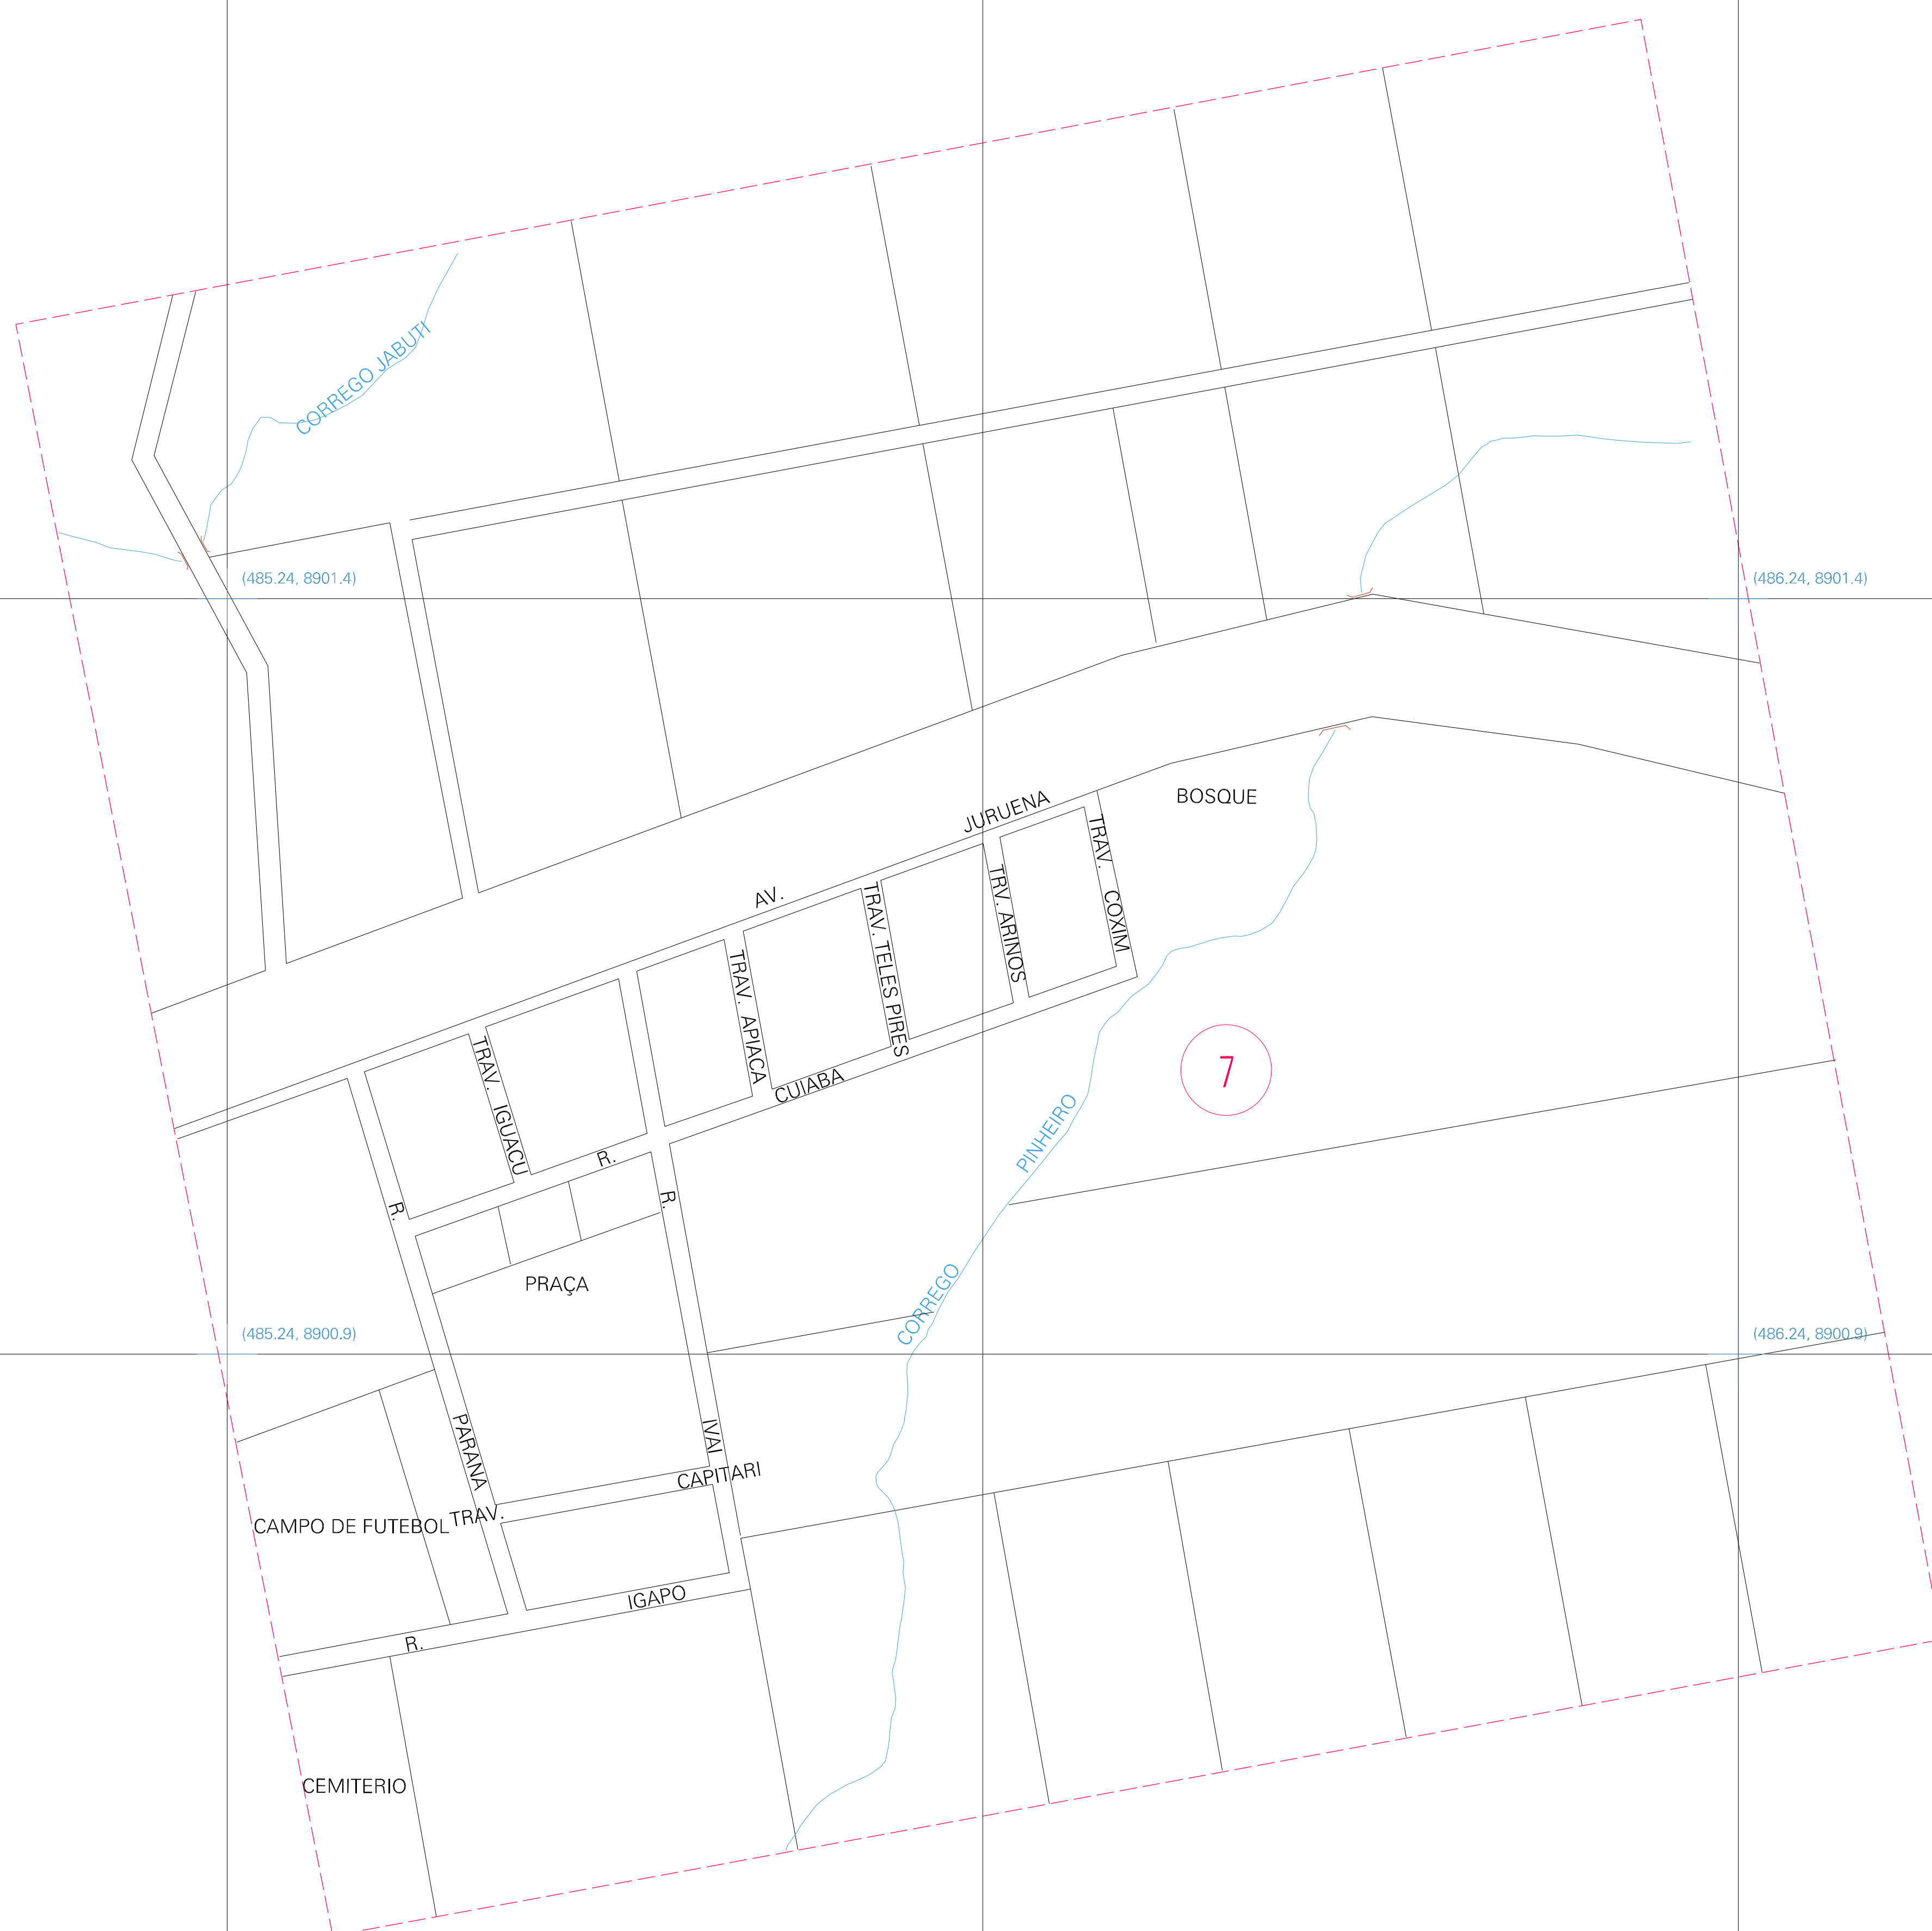 CORREGO JABUTI
(485.24, 8901.4)
(486.24, 8901.4)
BOSQUE
AV. JURUENA
TRAV. COXIM
TRV. ARINOS
TRAV. TELES PIRES
TRAV. APIACA
TRAV. IGUACU
R. CUIABA
7
CORREGO PINHEIRO
R. PARANA
R. IVAI
PRAÇA
(485.24, 8900.9)
(486.24, 8900.9)
TRAV. CAPITARI
CAMPO DE FUTEBOL
R. IGAPO
CEMITERIO